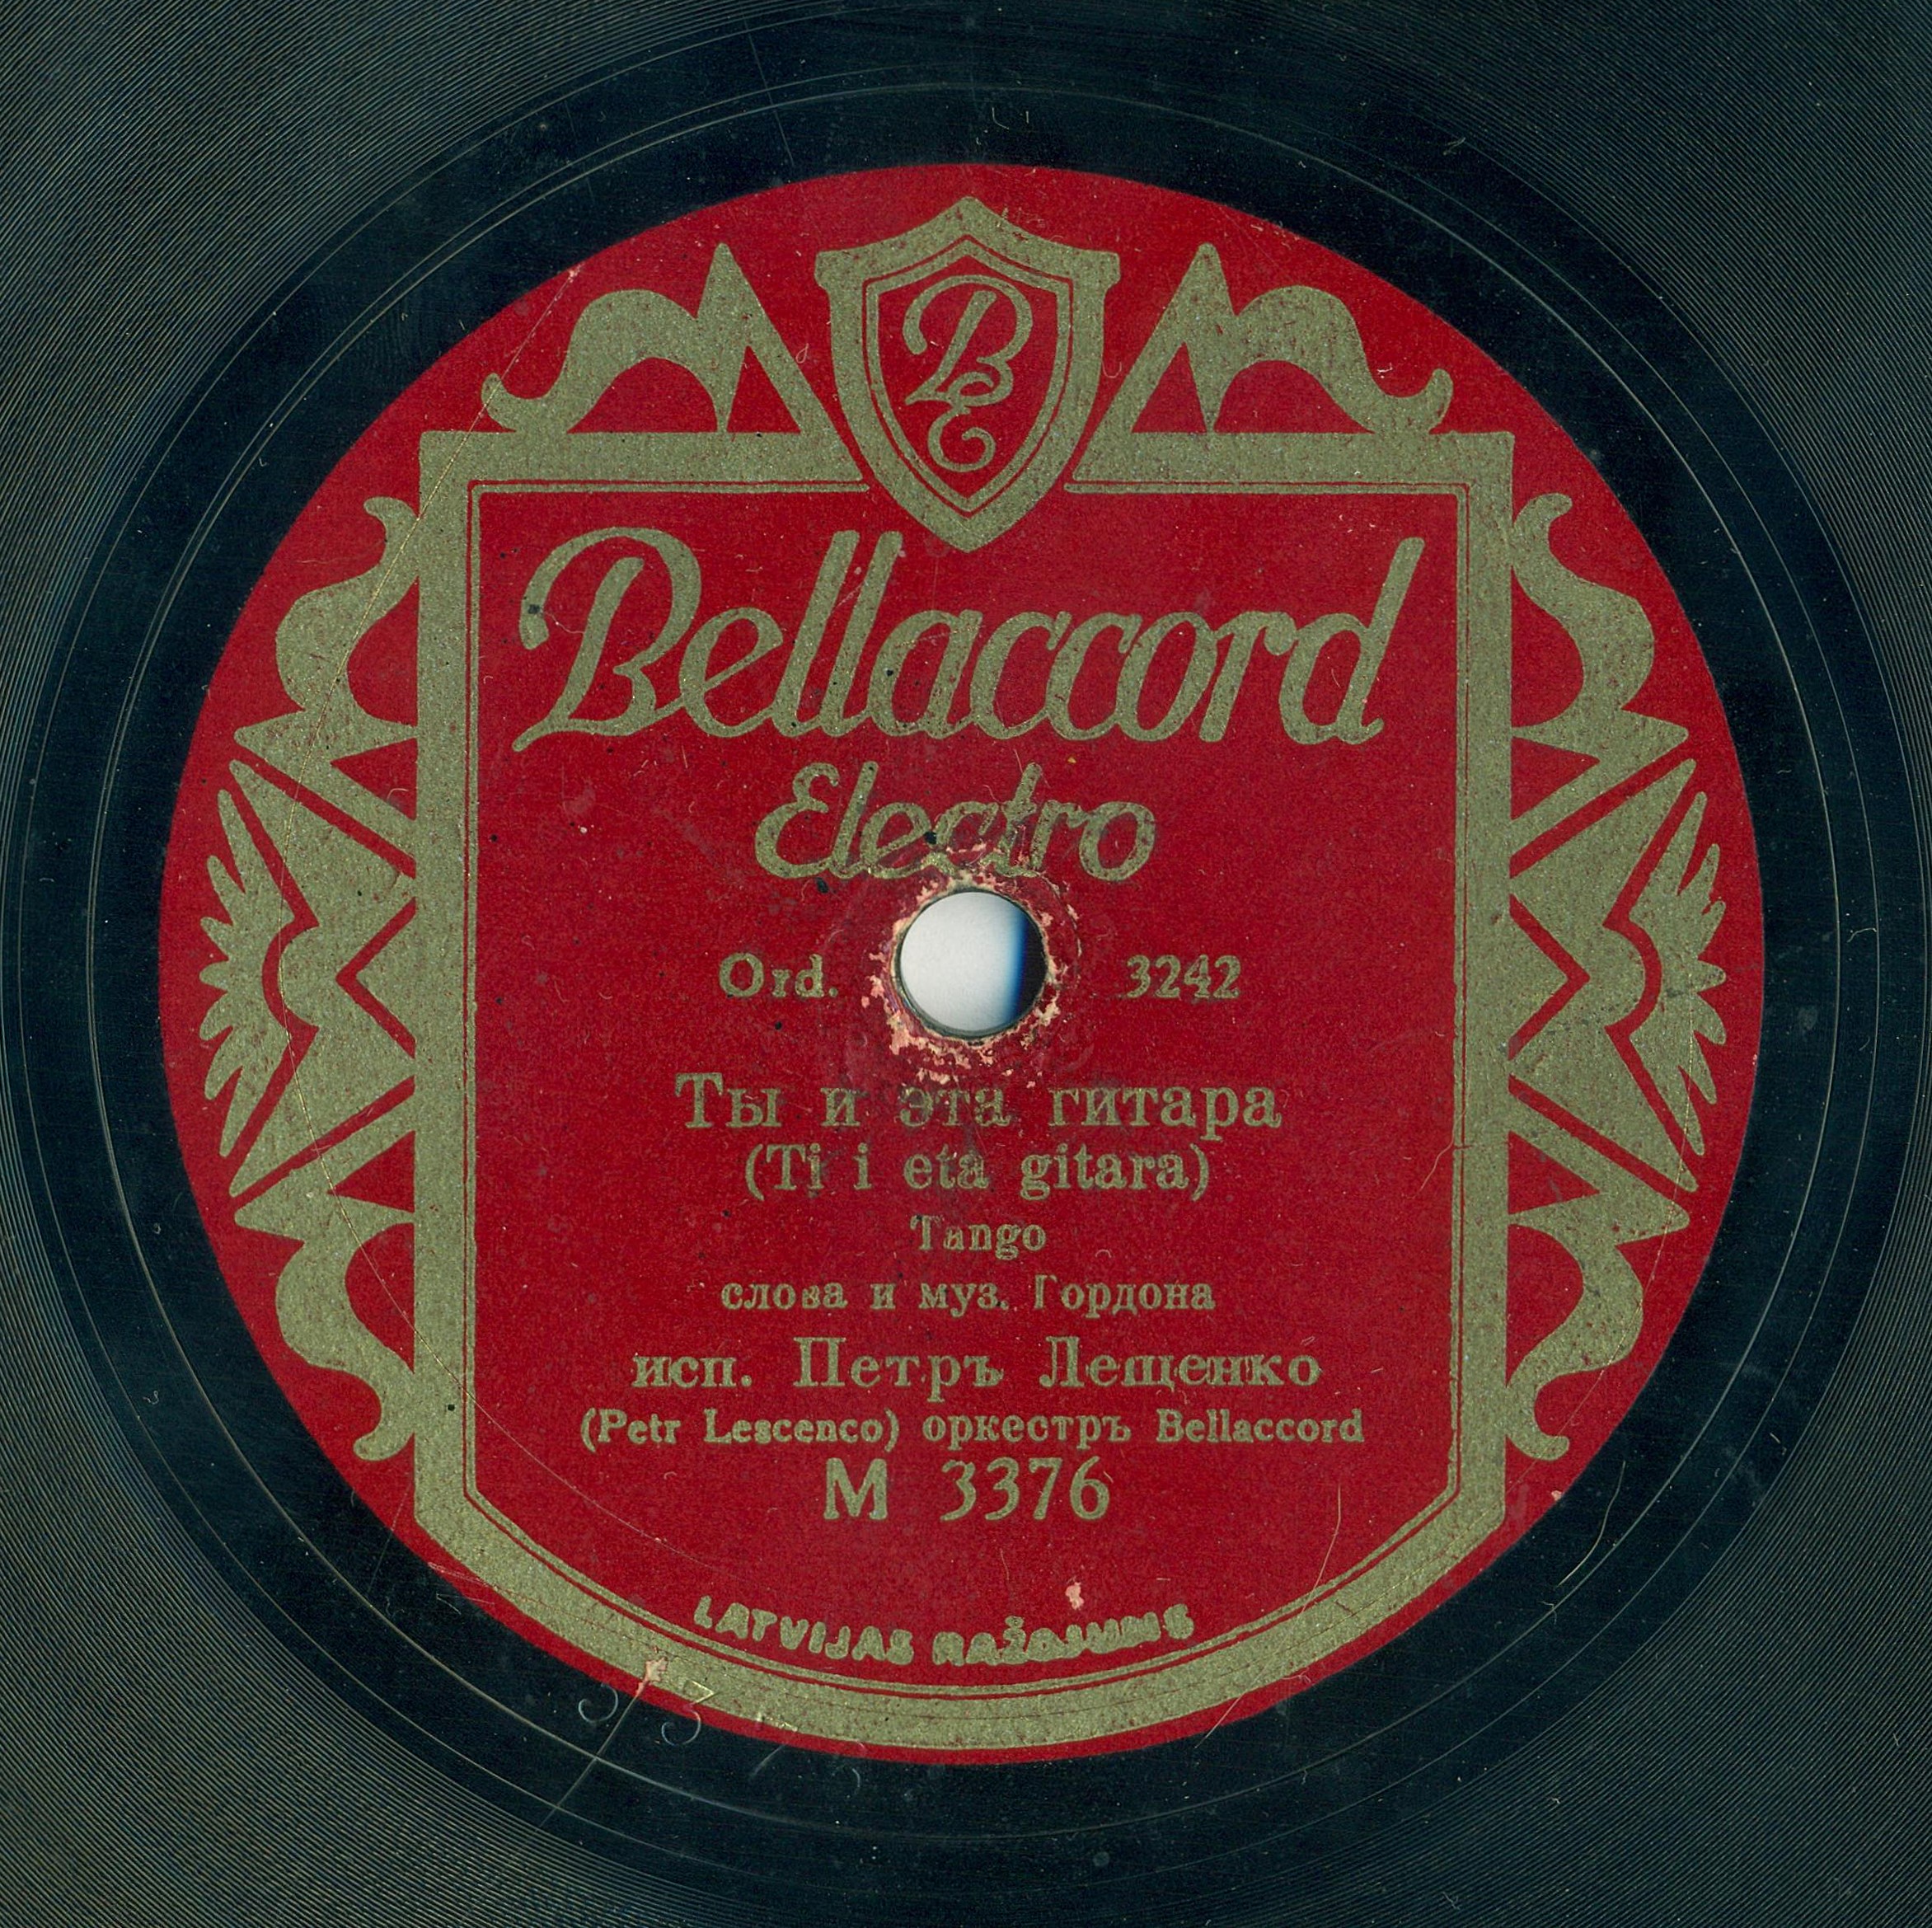 BE
Bellaccord
Electro
Ord. 3242
Ты и эта гитара
(Ti i eta gitara)
Tango
слова и муз. Гордона
исп. Петръ Лещенко
(Petr Lescenco) оркестръ Bellaccord
M 3376
LATVIJAS RAŽOJUMS